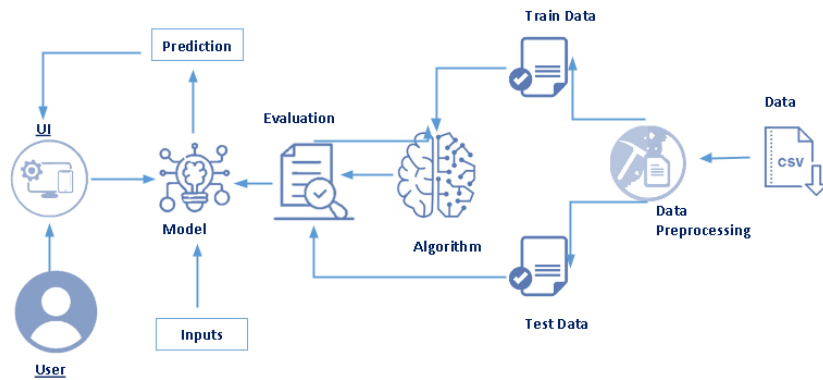 Train Data
Prediction
Evaluation
Data
UI
CSV
Model
Algorithm
Data
Preprocessing
Inputs
Test Data
User